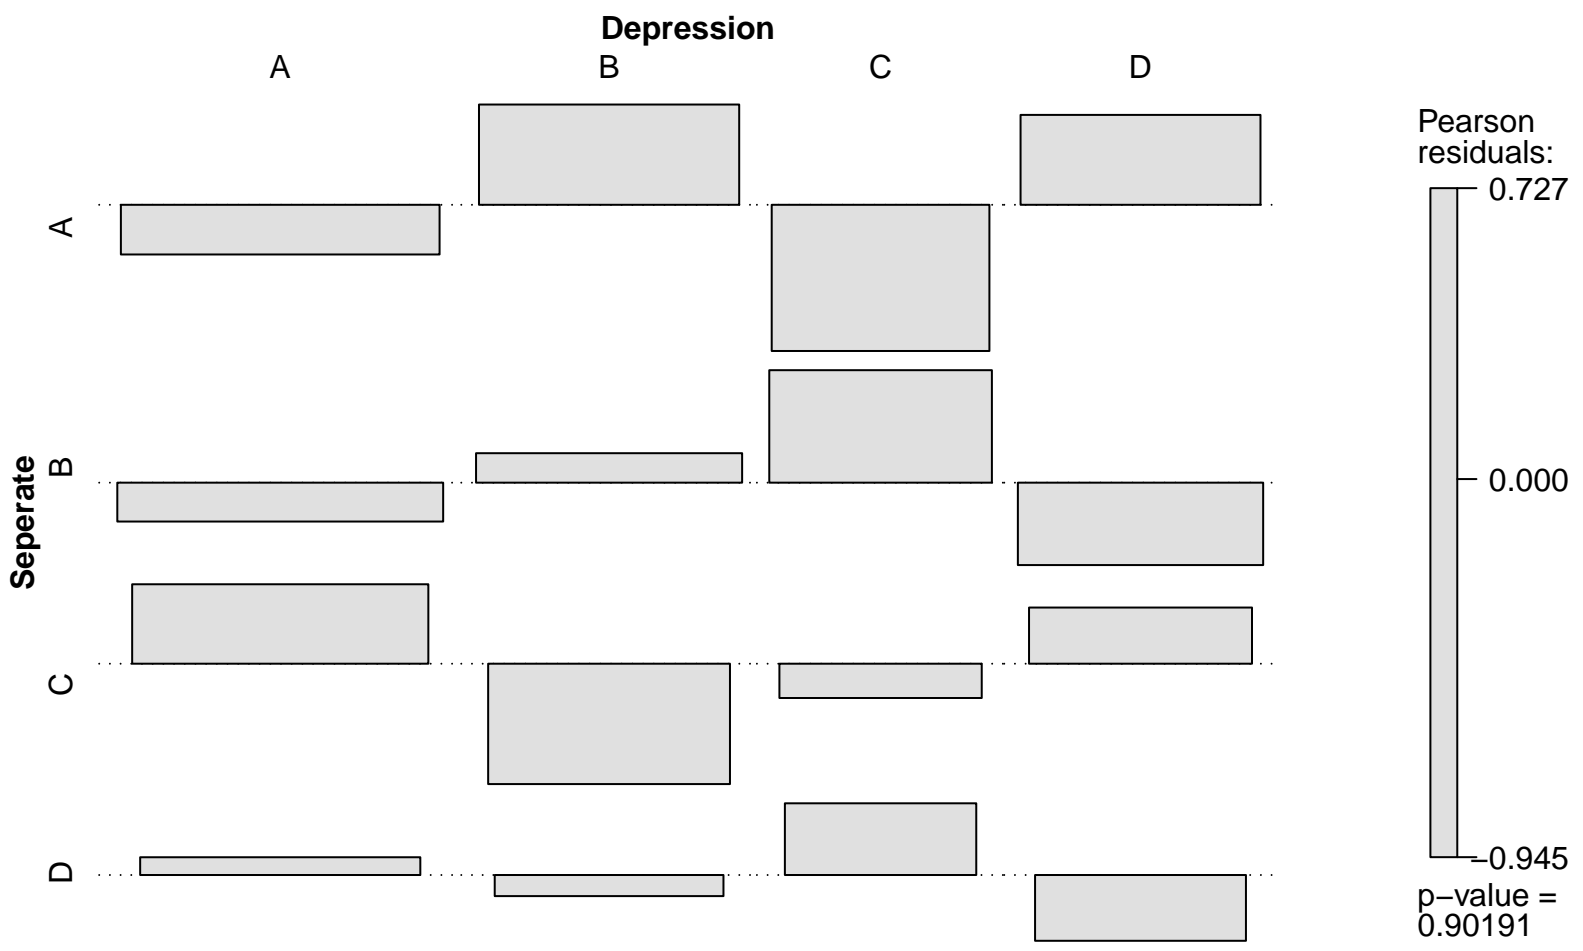 Depression
A B C D
Pearson
residuals:
0.727
A
B
Seperate
0.000
C
D
−0.945
p−value =
0.90191